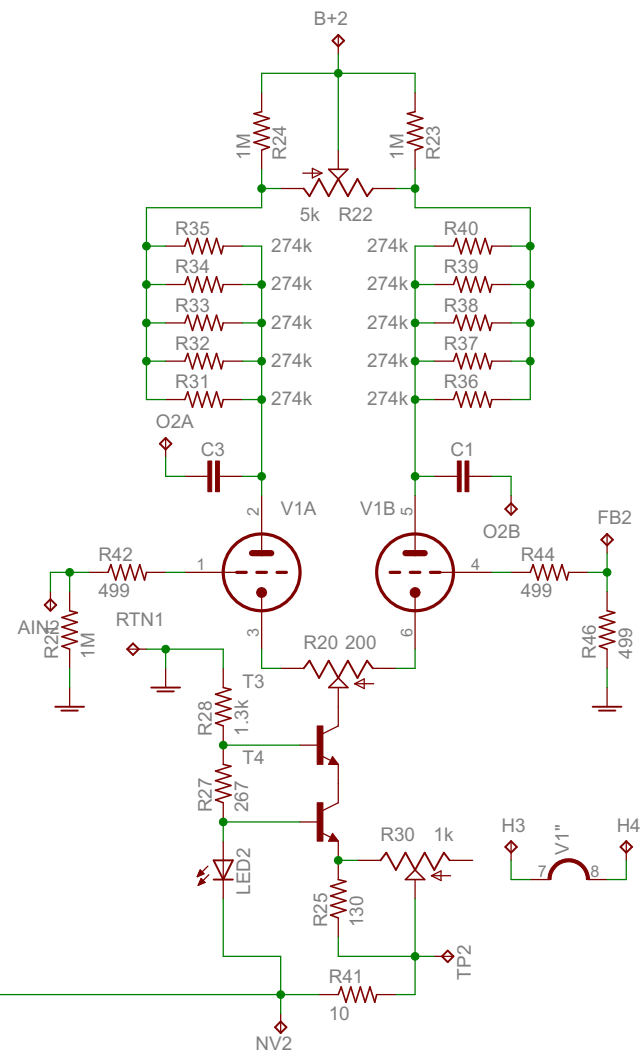 B+2
1M
R24
1M
R23
5k
R22
R35
274k
274k
R40
R34
274k
274k
R39
R33
274k
274k
R38
R32
274k
274k
R37
R31
274k
274k
R36
O2A
C3
C1
2
V1A
V1B
5
O2B
FB2
R42
1
4
R44
499
499
AIN2
1M
RTN1
3
6
R20 200
R46
499
T3
R28
1.3k
T4
R27
267
R30
1k
H3
V1"
H4
7
8
LED2
R25
130
TP2
R41
10
NV2